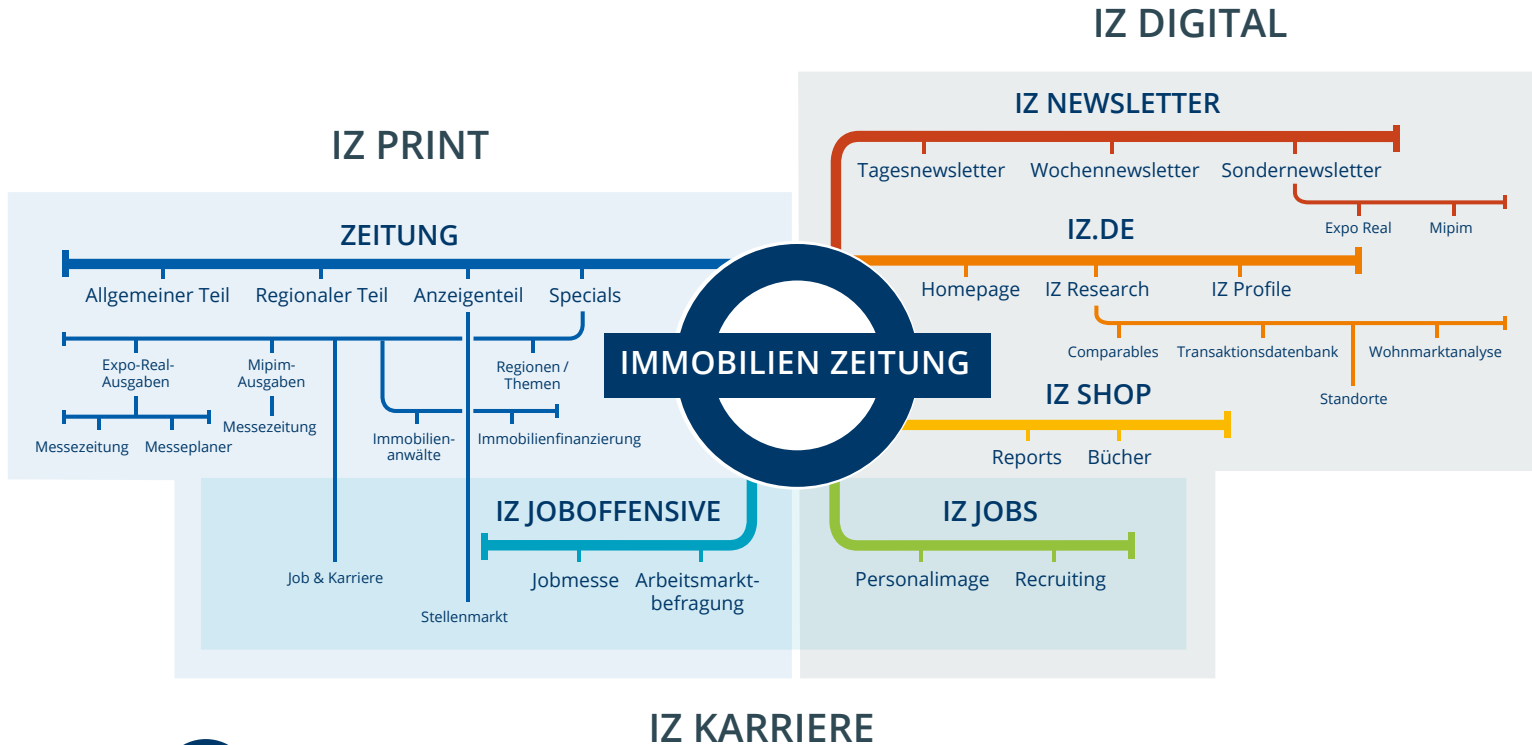 IZ DIGITAL
IZ NEWSLETTER
Tagesnewsletter Wochennewsletter Sondernewsletter
Expo Real Mipim
IZ.DE
Homepage IZ Research IZ Profile
Comparables Transaktionsdatenbank Wohnmarktanalyse
Standorte
IZ SHOP
Reports Bücher
IZ PRINT
ZEITUNG
Allgemeiner Teil Regionaler Teil Anzeigenteil Specials
Expo-Real-
Ausgaben
Mipim-
Ausgaben
Regionen /
Themen
Messezeitung Messeplaner
Messezeitung
Immobilien-
anwälte
Immobilienfinanzierung
IMMOBILIEN ZEITUNG
IZ JOBOFFENSIVE
Jobmesse
Arbeitsmarkt-
befragung
Job & Karriere
Stellenmarkt
IZ JOBS
Personalimage Recruiting
IZ KARRIERE